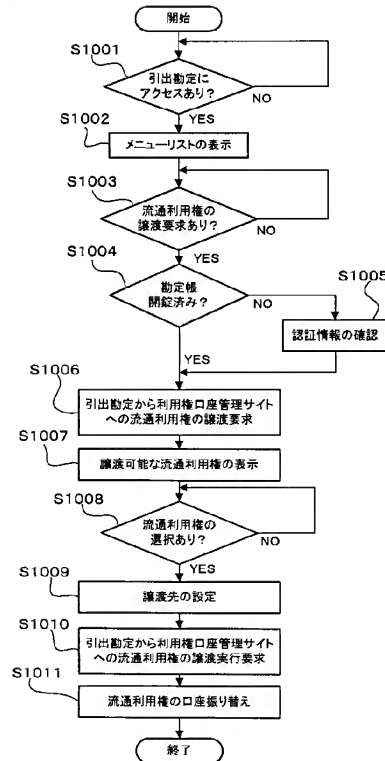 開始
S1001
引出勘定に
アクセスあり?
NO
YES
S1002
メニューリストの表示
S1003
流通利用権の
譲渡要求あり?
NO
YES
S1004
勘定帳
開錠済み?
NO
S1005
認証情報の確認
YES
S1006
引出勘定から利用権口座管理サイト
への流通利用権の譲渡要求
S1007
譲渡可能な流通利用権の表示
S1008
流通利用権の
選択あり?
NO
YES
S1009
譲渡先の設定
S1010
引出勘定から利用権口座管理サイト
への流通利用権の譲渡実行要求
S1011
流通利用権の口座振り替え
終了